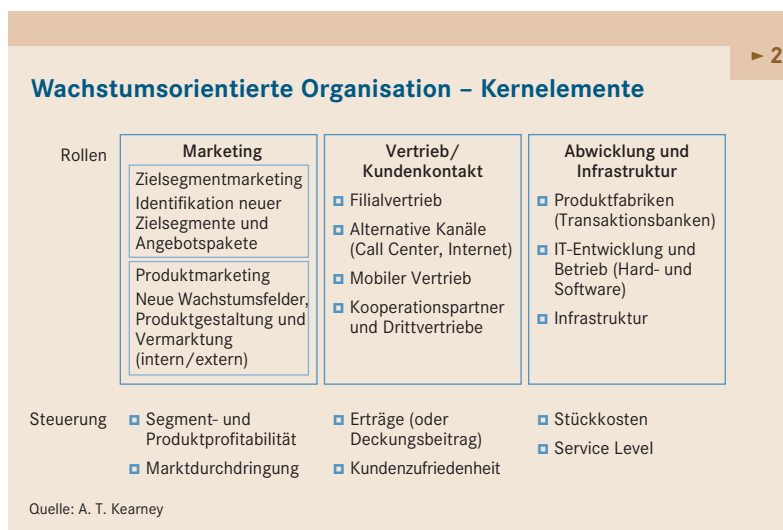 ► 2
Wachstumsorientierte Organisation – Kernelemente
Rollen
Marketing
Zielsegmentmarketing
Identifikation neuer
Zielsegmente und
Angebotspakete
Produktmarketing
Neue Wachstumsfelder,
Produktgestaltung und
Vermarktung
(intern/extern)
Vertrieb/
Kundenkontakt
Filialvertrieb
Alternative Kanäle
(Call Center, Internet)
Mobiler Vertrieb
Kooperationspartner
und Drittvertriebe
Abwicklung und
Infrastruktur
Produktfabriken
(Transaktionsbanken)
IT-Entwicklung und
Betrieb (Hard- und
Software)
Infrastruktur
Steuerung
Segment- und
Produktprofitabilität
Marktdurchdringung
Erträge (oder
Deckungsbeitrag)
Kundenzufriedenheit
Stückkosten
Service Level
Quelle: A. T. Kearney